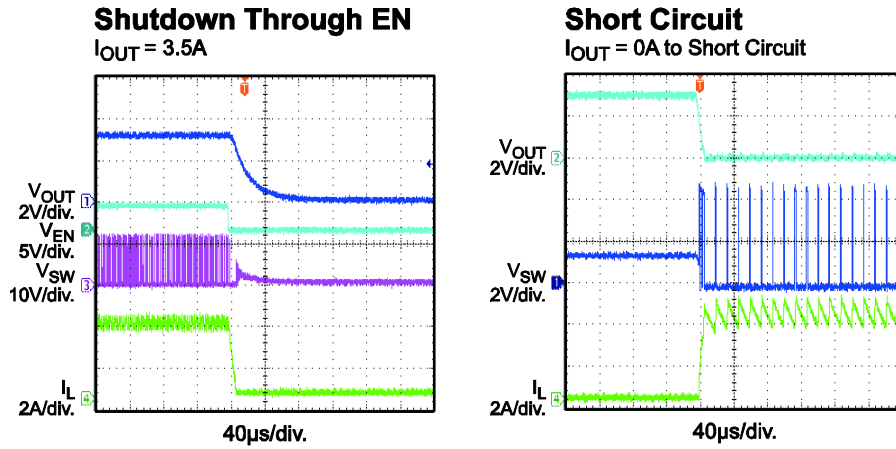 Shutdown Through EN
IOUT = 3.5A
T
VOUT
2V/div.
1
VEN
5V/div.
2
VSW
10V/div.
3
IL
2A/div.
4
40µs/div.
Short Circuit
IOUT = 0A to Short Circuit
T
VOUT
2V/div.
2
VSW
2V/div.
1
IL
2A/div.
4
40µs/div.